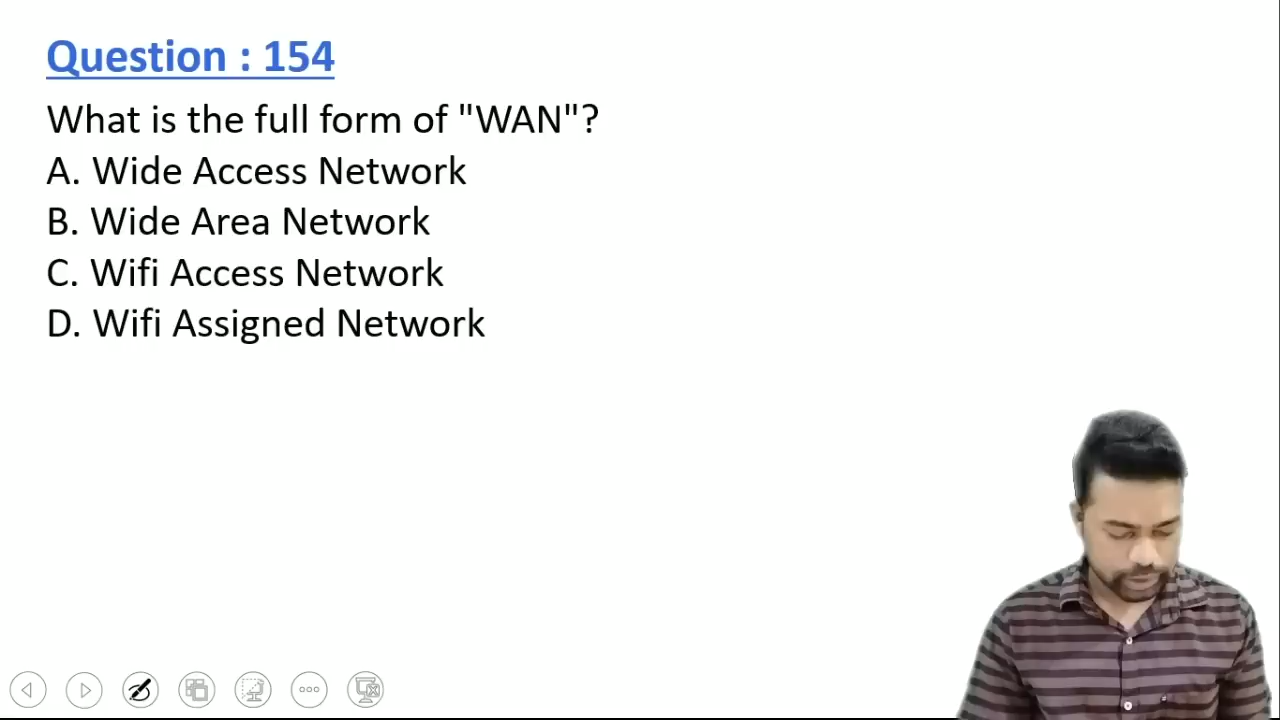 Question : 154
What is the full form of "WAN"?
A. Wide Access Network
B. Wide Area Network
C. Wifi Access Network
D. Wifi Assigned Network